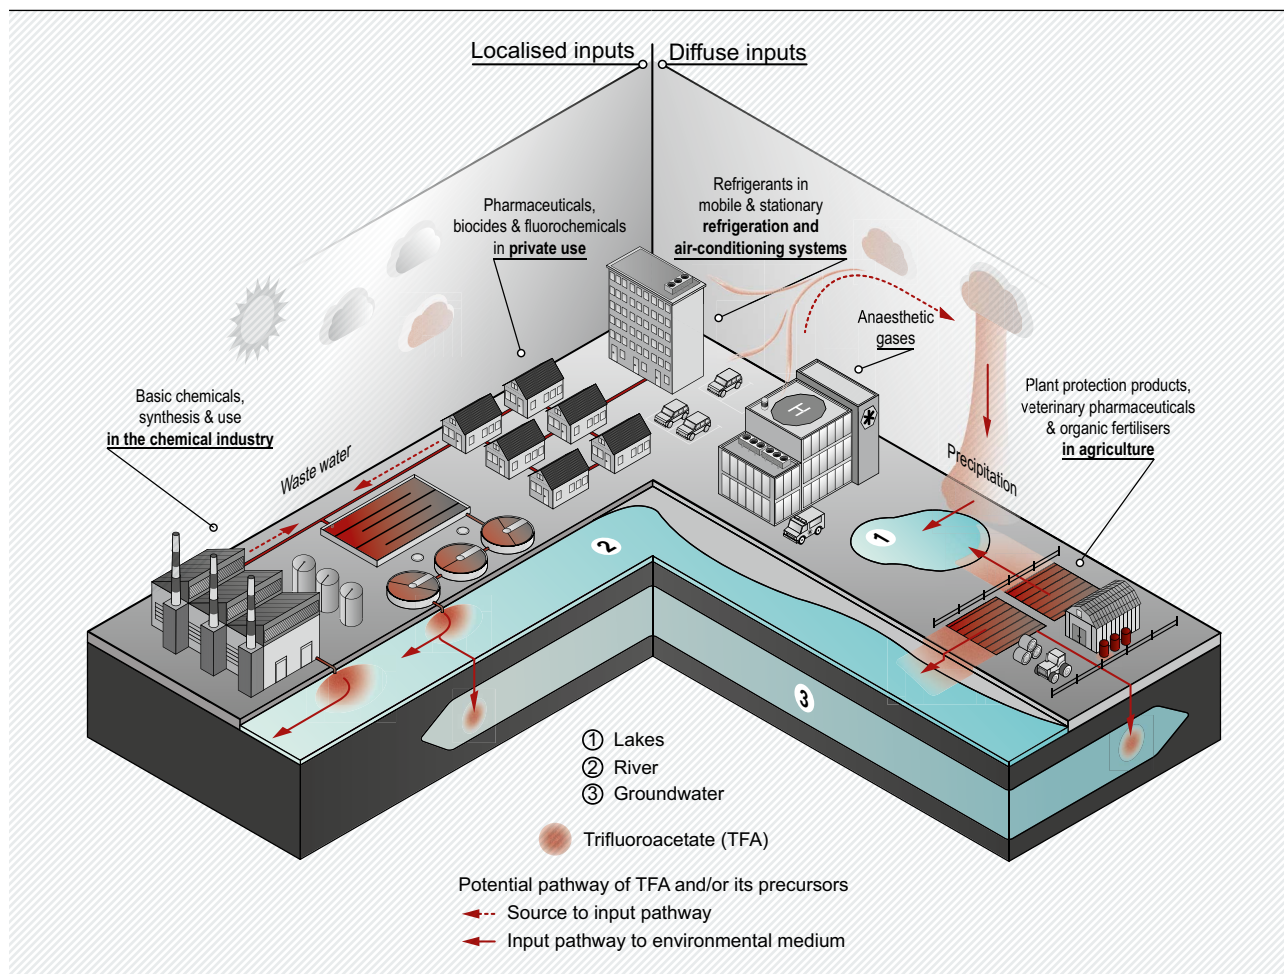 Localised inputs
Diffuse inputs
Pharmaceuticals,
biocides & fluorochemicals
in private use
Refrigerants in
mobile & stationary
refrigeration and
air-conditioning systems
Anaesthetic
gases
Basic chemicals,
synthesis & use
in the chemical industry
Plant protection products,
veterinary pharmaceuticals
& organic fertilisers
in agriculture
Waste water
Precipitation
H
1
2
3
1 Lakes
2 River
3 Groundwater
Trifluoroacetate (TFA)
Potential pathway of TFA and/or its precursors
Source to input pathway
Input pathway to environmental medium